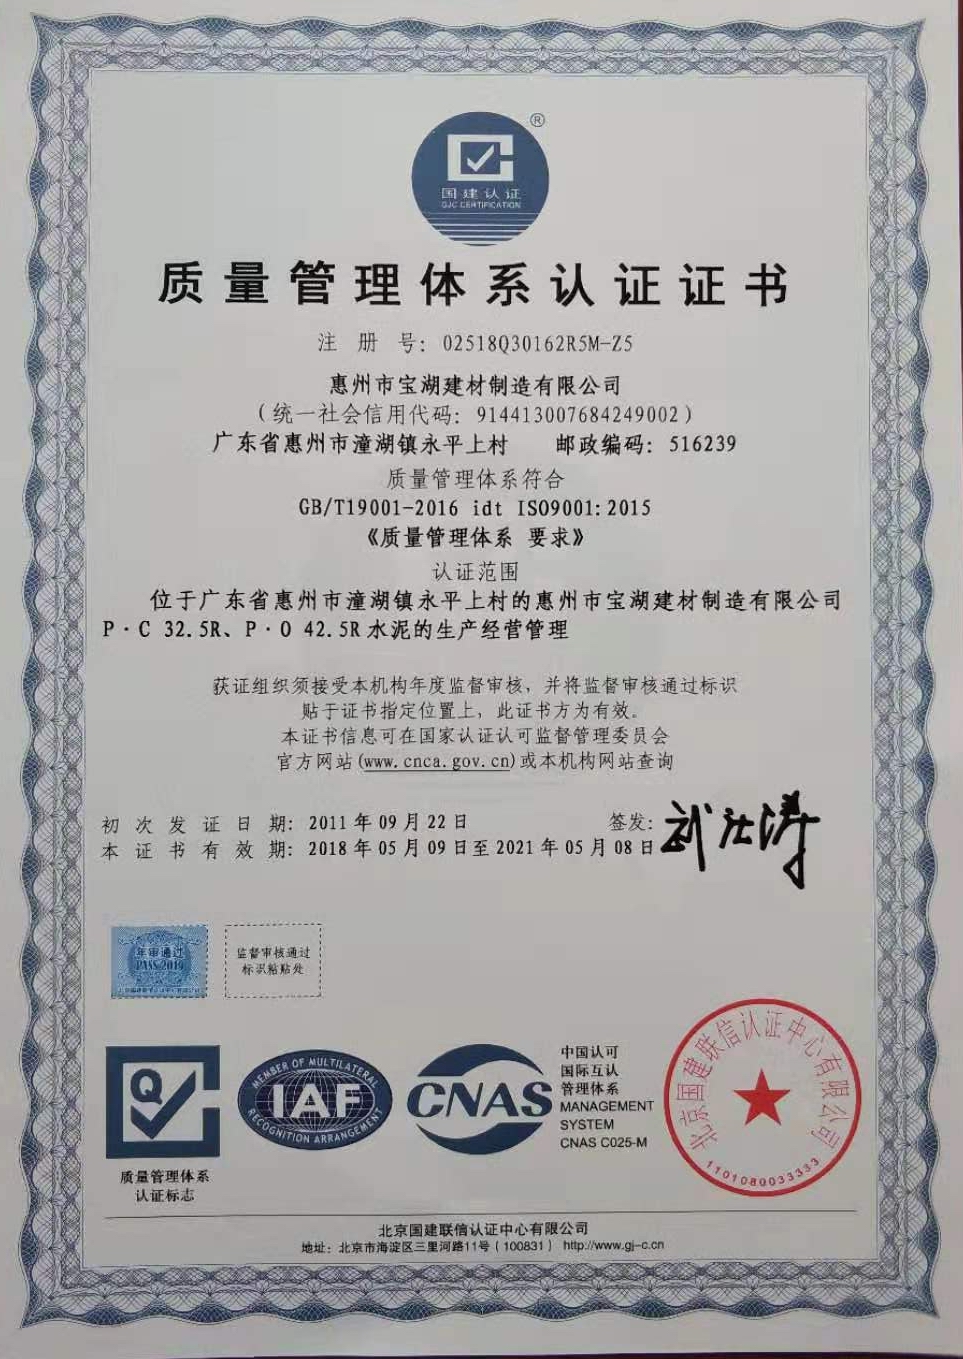 ®
国建认证
GJC CERTIFICATION
质量管理体系认证证书
注 册 号：02518Q30162R5M-Z5
惠州市宝湖建材制造有限公司
（统一社会信用代码：914413007684249002）
广东省惠州市潼湖镇永平上村 邮政编码：516239
质量管理体系符合
GB/T19001-2016 idt ISO9001:2015
《质量管理体系 要求》
认证范围
位于广东省惠州市潼湖镇永平上村的惠州市宝湖建材制造有限公司
P·C 32.5R、P·O 42.5R 水泥的生产经营管理
获证组织须接受本机构年度监督审核，并将监督审核通过标识
贴于证书指定位置上，此证书方为有效。
本证书信息可在国家认证认可监督管理委员会
官方网站(www.cnca.gov.cn)或本机构网站查询
初 次 发 证 日 期：2011 年 09 月 22 日
签发：
本 证 书 有 效 期：2018 年 05 月 09 日至 2021 年 05 月 08 日
年审通过
PASS 2019
监督审核通过
标识粘贴处
Q
质量管理体系
认证标志
MEMBER OF MULTILATERAL
IAF
RECOGNITION ARRANGEMENT
CNAS
中国认可
国际互认
管理体系
MANAGEMENT
SYSTEM
CNAS C025-M
北京国建联信认证中心有限公司
1101080033333
北京国建联信认证中心有限公司
地址：北京市海淀区三里河路11号（100831） http://www.gj-c.cn